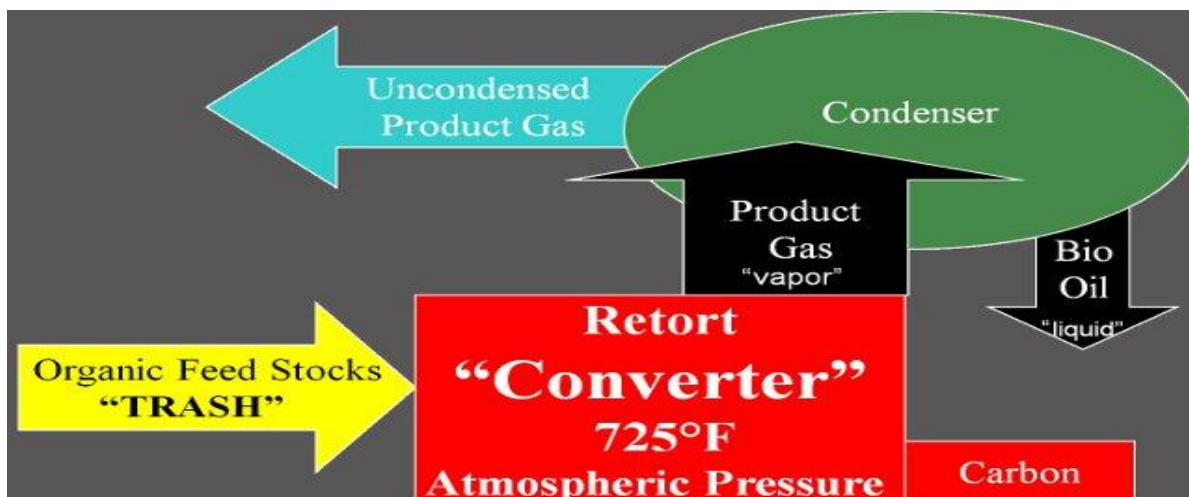 Uncondensed
Product Gas
Condenser
Product
Gas
“vapor”
Bio
Oil
“liquid”
Organic Feed Stocks
“TRASH”
Retort
“Converter”
725°F
Atmospheric Pressure
Carbon